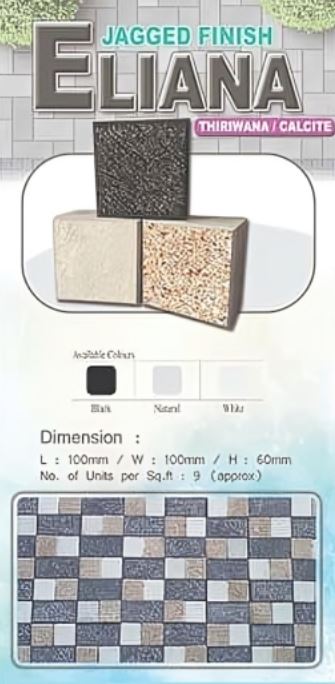 JAGGED FINISH
ELIANA
THIRIWANA / CALCITE
Available Colours
Black Natural White
Dimension :
L : 100mm / W : 100mm / H : 60mm
No. of Units per Sq.ft : 9 (approx)